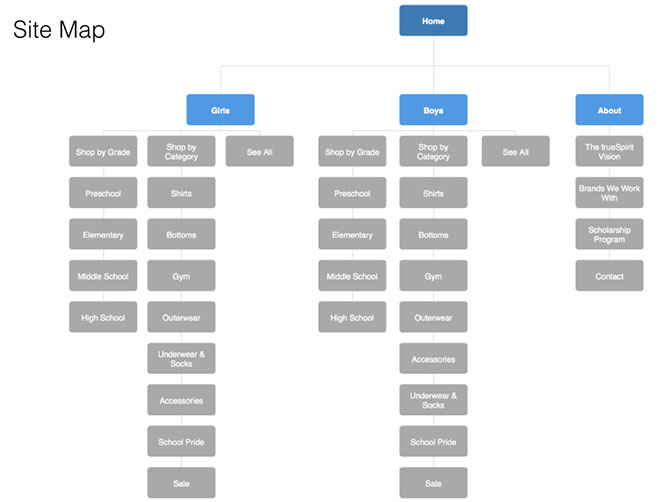 Site Map
Home
Girls
Boys
About
Shop by Grade
Shop by
Category
See All
Shop by Grade
Shop by
Category
See All
The trueSpirit
Vision
Preschool
Shirts
Preschool
Shirts
Brands We Work
With
Elementary
Bottoms
Elementary
Bottoms
Scholarship
Program
Middle School
Gym
Middle School
Gym
Contact
High School
Outerwear
High School
Outerwear
Underwear &
Socks
Accessories
Accessories
Underwear &
Socks
School Pride
School Pride
Sale
Sale